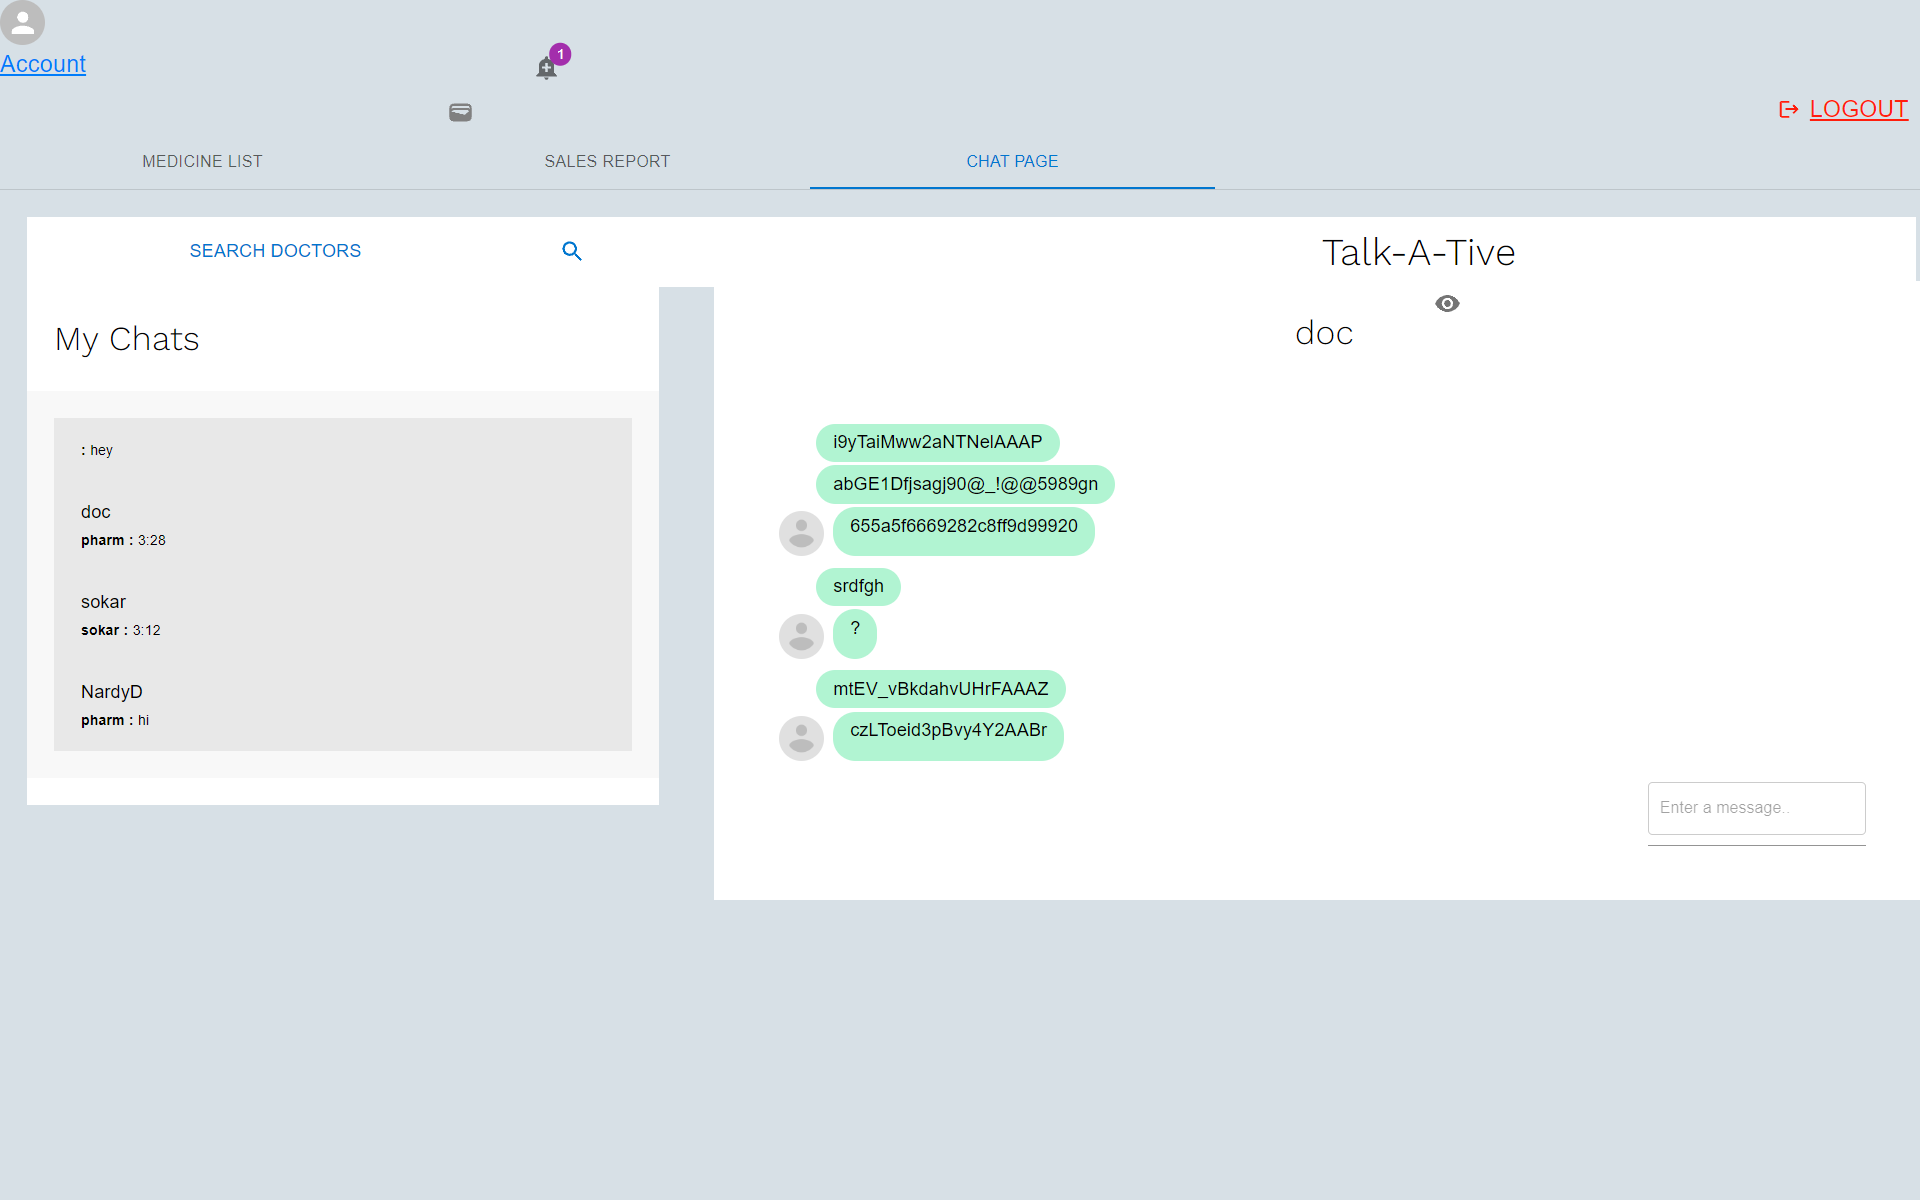 Account
1
LOGOUT
MEDICINE LIST
SALES REPORT
CHAT PAGE
SEARCH DOCTORS
Talk-A-Tive
My Chats
: hey
doc
pharm : 3:28
sokar
sokar : 3:12
NardyD
pharm : hi
doc
i9yTaiMww2aNTNelAAAP
abGE1Dfjsagj90@_!@@5989gn
655a5f6669282c8ff9d99920
srdfgh
?
mtEV_vBkdahvUHrFAAAZ
czLToeid3pBvy4Y2AABr
Enter a message..